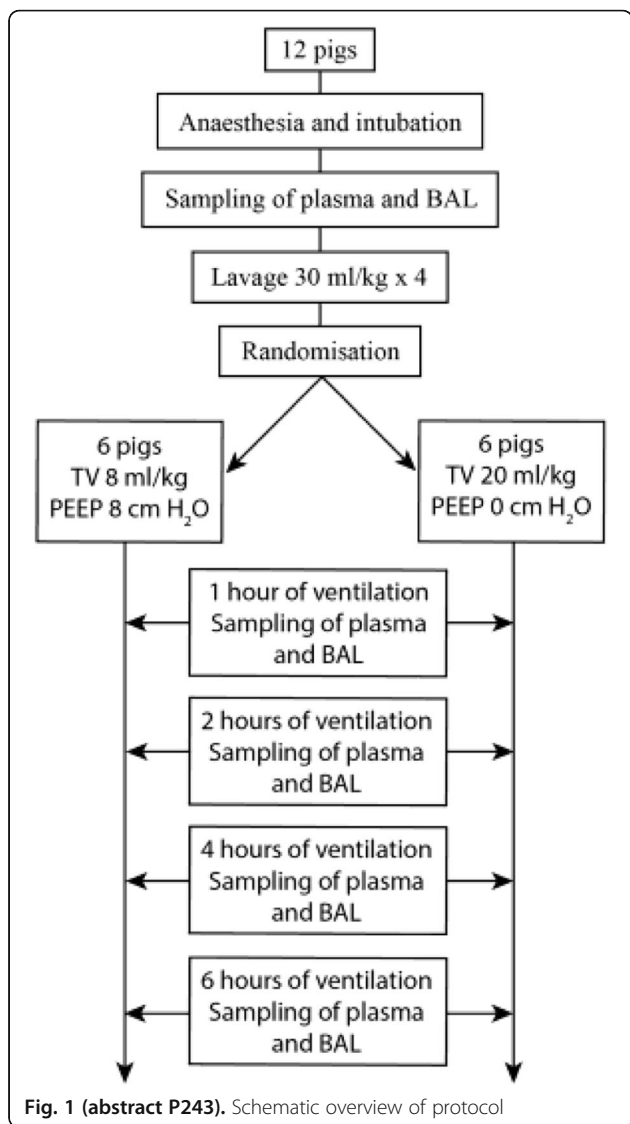 12 pigs
Anaesthesia and intubation
Sampling of plasma and BAL
Lavage 30 ml/kg x 4
Randomisation
6 pigs
TV 8 ml/kg
PEEP 8 cm H₂O
6 pigs
TV 20 ml/kg
PEEP 0 cm H₂O
1 hour of ventilation
Sampling of plasma
and BAL
2 hours of ventilation
Sampling of plasma
and BAL
4 hours of ventilation
Sampling of plasma
and BAL
6 hours of ventilation
Sampling of plasma
and BAL
Fig. 1 (abstract P243). Schematic overview of protocol